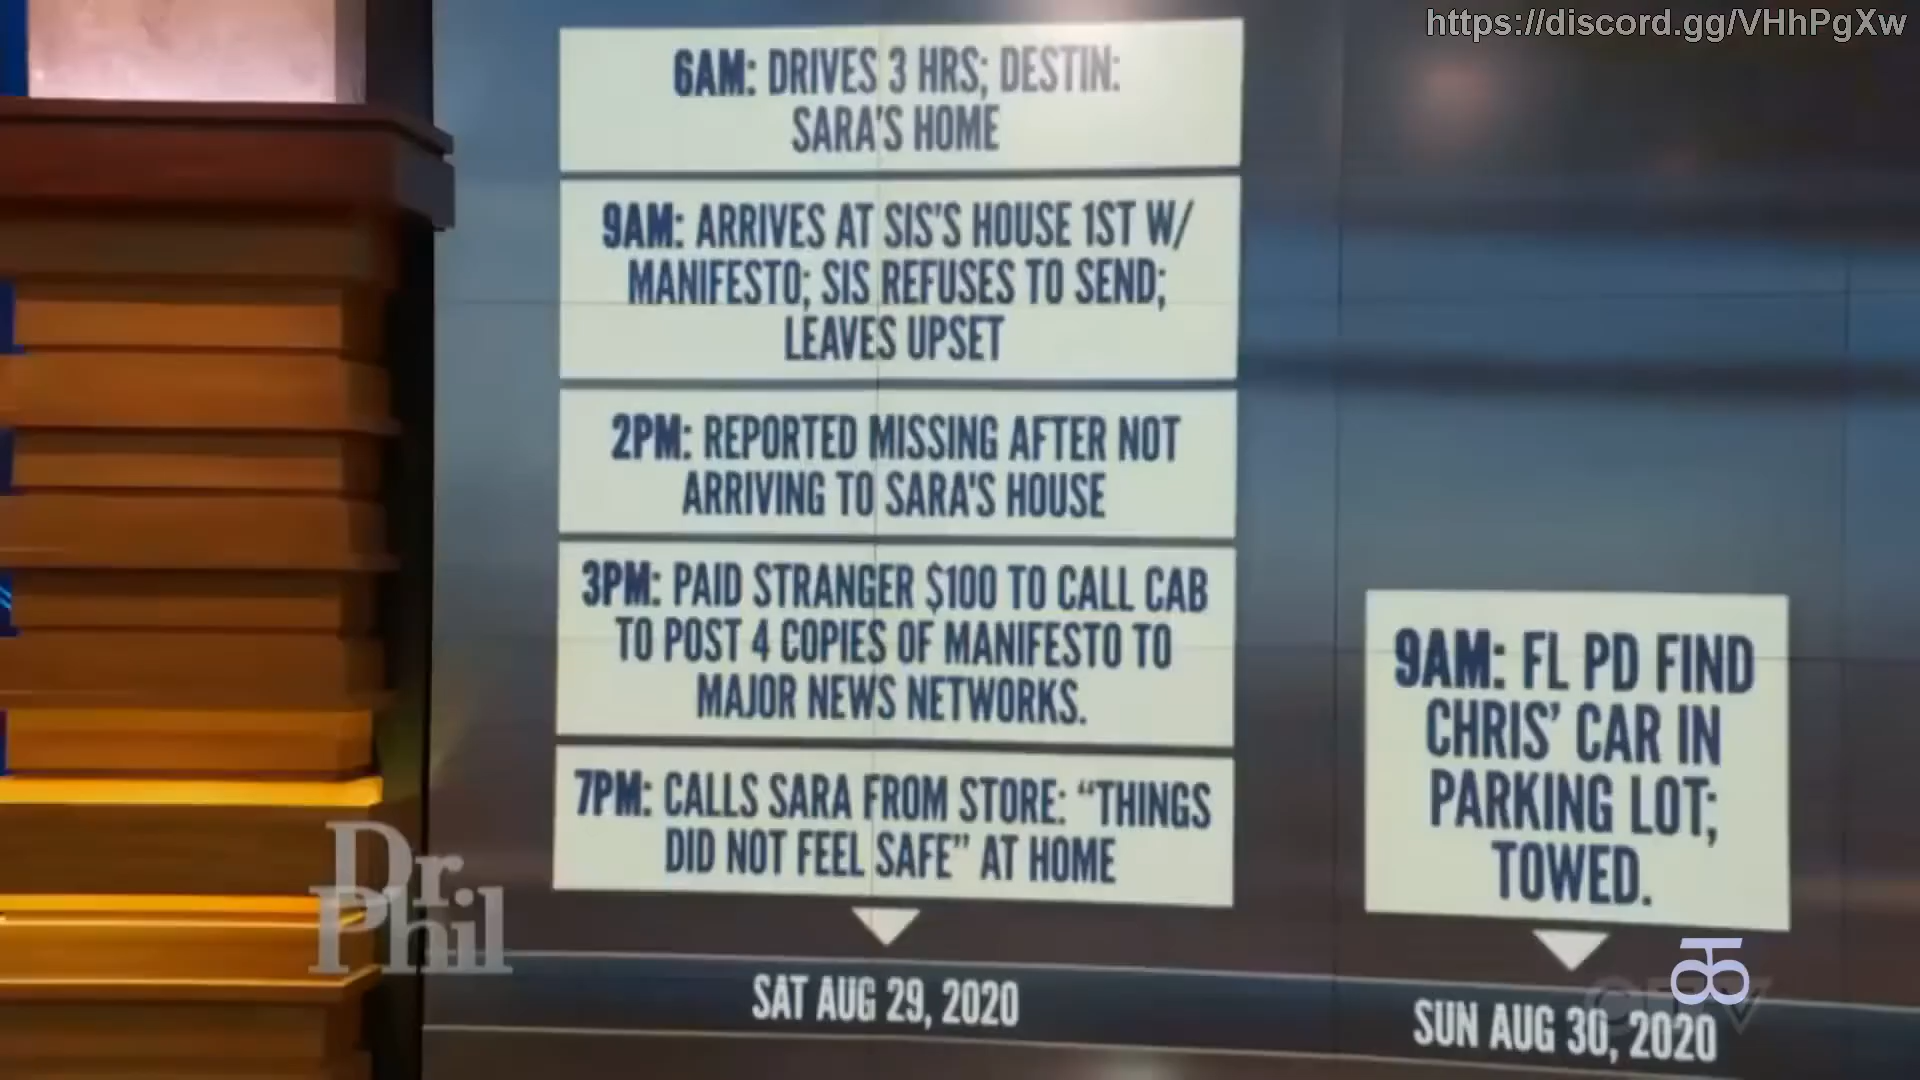 https://discord.gg/VHhPgXw
6AM: DRIVES 3 HRS; DESTIN:
SARA'S HOME
9AM: ARRIVES AT SIS'S HOUSE 1ST W/
MANIFESTO; SIS REFUSES TO SEND;
LEAVES UPSET
2PM: REPORTED MISSING AFTER NOT
ARRIVING TO SARA'S HOUSE
3PM: PAID STRANGER $100 TO CALL CAB
TO POST 4 COPIES OF MANIFESTO TO
MAJOR NEWS NETWORKS.
7PM: CALLS SARA FROM STORE: “THINGS
DID NOT FEEL SAFE” AT HOME
SAT AUG 29, 2020
9AM: FL PD FIND
CHRIS’ CAR IN
PARKING LOT;
TOWED.
SUN AUG 30, 2020
Dr.
Phil